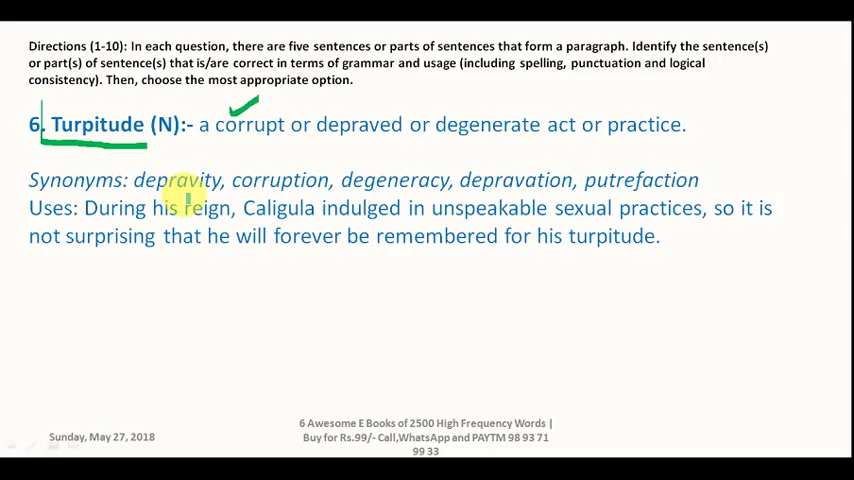 Directions (1-10): In each question, there are five sentences or parts of sentences that form a paragraph. Identify the sentence(s)
or part(s) of sentence(s) that is/are correct in terms of grammar and usage (including spelling, punctuation and logical
consistency). Then, choose the most appropriate option.
6. Turpitude (N):- a corrupt or depraved or degenerate act or practice.
Synonyms: depravity, corruption, degeneracy, depravation, putrefaction
Uses: During his reign, Caligula indulged in unspeakable sexual practices, so it is
not surprising that he will forever be remembered for his turpitude.
Sunday, May 27, 2018
6 Awesome E Books of 2500 High Frequency Words |
Buy for Rs.99/- Call,WhatsApp and PAYTM 98 93 71
99 33